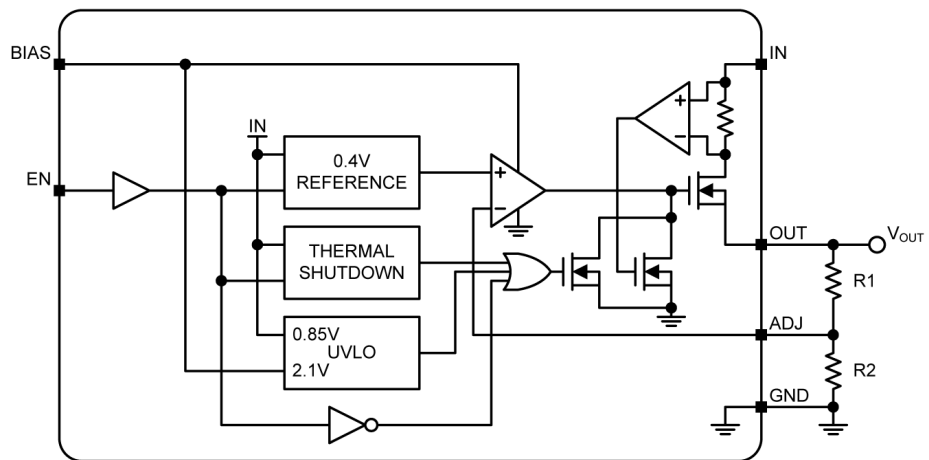 BIAS
IN
IN
0.4V
REFERENCE
+
−
+
−
EN
THERMAL
SHUTDOWN
OUT
VOUT
R1
0.85V
UVLO
2.1V
ADJ
R2
GND